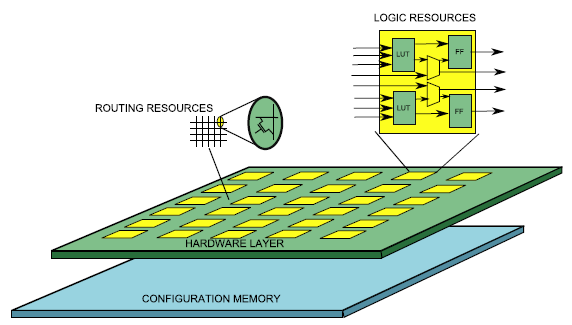 LOGIC RESOURCES
LUT
FF
ROUTING RESOURCES
LUT
FF
HARDWARE LAYER
CONFIGURATION MEMORY